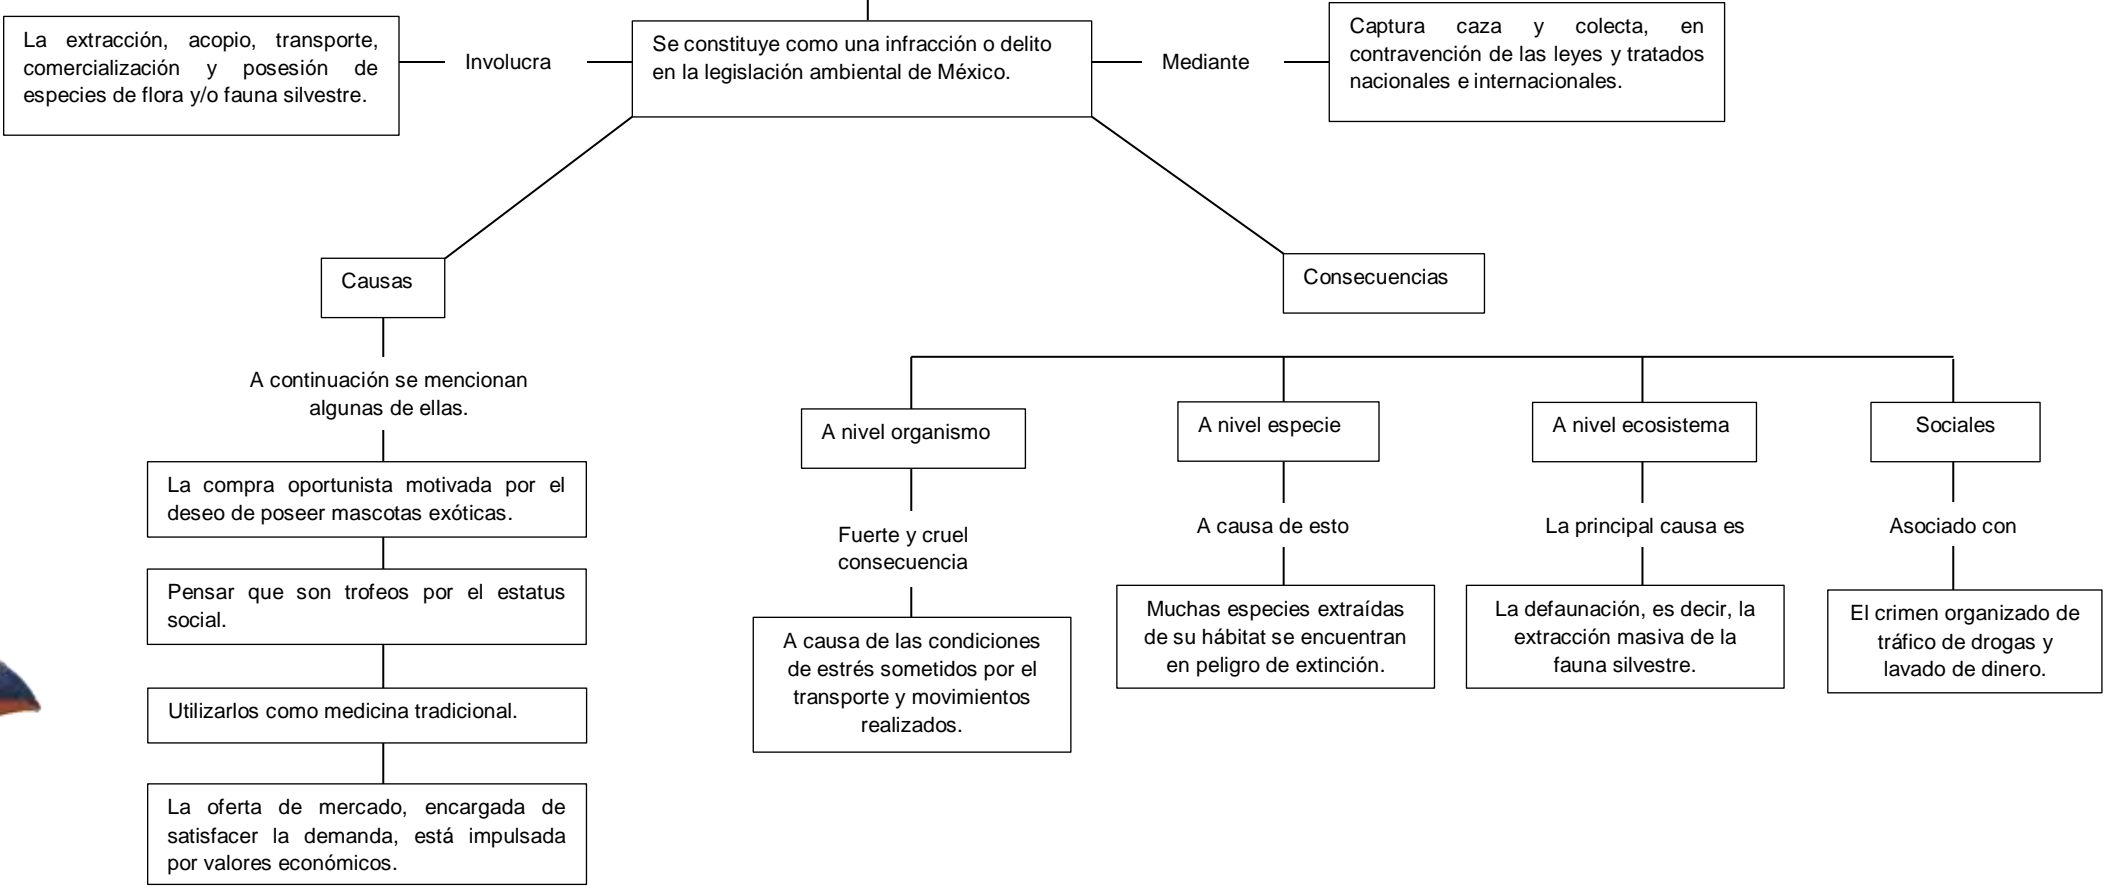 La extracción, acopio, transporte,
comercialización y posesión de
especies de flora y/o fauna silvestre.
Involucra
Se constituye como una infracción o delito
en la legislación ambiental de México.
Mediante
Captura caza y colecta, en
contravención de las leyes y tratados
nacionales e internacionales.
Causas
A continuación se mencionan
algunas de ellas.
La compra oportunista motivada por el
deseo de poseer mascotas exóticas.
Pensar que son trofeos por el estatus
social.
Utilizarlos como medicina tradicional.
La oferta de mercado, encargada de
satisfacer la demanda, está impulsada
por valores económicos.
Consecuencias
A nivel organismo
Fuerte y cruel
consecuencia
A causa de las condiciones
de estrés sometidos por el
transporte y movimientos
realizados.
A nivel especie
A causa de esto
Muchas especies extraídas
de su hábitat se encuentran
en peligro de extinción.
A nivel ecosistema
La principal causa es
La defaunación, es decir, la
extracción masiva de la
fauna silvestre.
Sociales
Asociado con
El crimen organizado de
tráfico de drogas y
lavado de dinero.